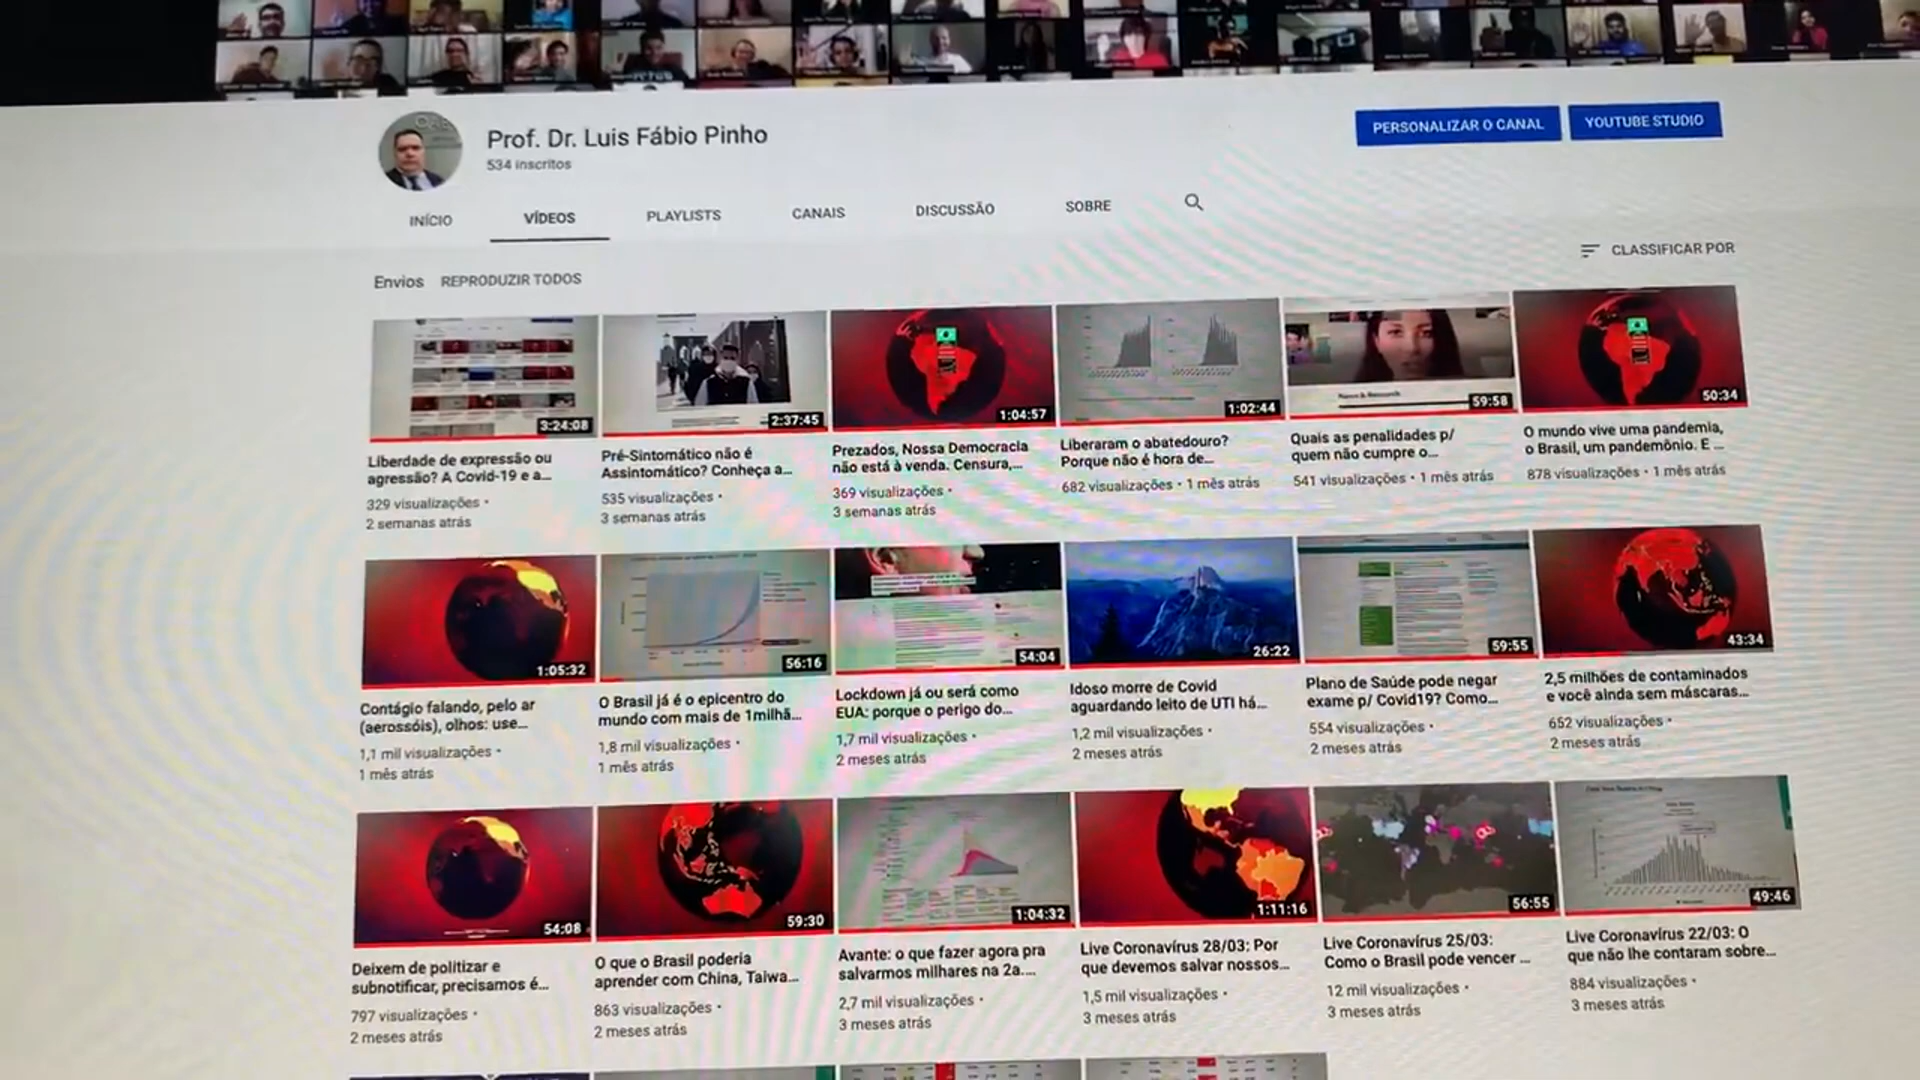 Prof. Dr. Luis Fábio Pinho
534 inscritos
PERSONALIZAR O CANAL
YOUTUBE STUDIO
INÍCIO
VÍDEOS
PLAYLISTS
CANAIS
DISCUSSÃO
SOBRE
Envios
REPRODUZIR TODOS
CLASSIFICAR POR
3:24:08
Liberdade de expressão ou
agressão? A Covid-19 e a...
329 visualizações •
2 semanas atrás
2:37:45
Pré-Sintomático não é
Assintomático? Conheça a...
535 visualizações •
3 semanas atrás
1:04:57
Prezados, Nossa Democracia
não está à venda. Censura,...
369 visualizações •
3 semanas atrás
1:02:44
Liberaram o abatedouro?
Porque não é hora de...
682 visualizações • 1 mês atrás
59:58
Quais as penalidades p/
quem não cumpre o...
541 visualizações • 1 mês atrás
50:34
O mundo vive uma pandemia,
o Brasil, um pandemônio. E ...
878 visualizações • 1 mês atrás
1:05:32
Contágio falando, pelo ar
(aerossóis), olhos: use...
1,1 mil visualizações •
1 mês atrás
56:16
O Brasil já é o epicentro do
mundo com mais de 1milhã...
1,8 mil visualizações •
1 mês atrás
54:04
Lockdown já ou será como
EUA: porque o perigo do...
1,7 mil visualizações •
2 meses atrás
26:22
Idoso morre de Covid
aguardando leito de UTI há...
1,2 mil visualizações •
2 meses atrás
59:55
Plano de Saúde pode negar
exame p/ Covid19? Como...
554 visualizações •
2 meses atrás
43:34
2,5 milhões de contaminados
e você ainda sem máscaras...
652 visualizações •
2 meses atrás
54:08
Deixem de politizar e
subnotificar, precisamos é...
797 visualizações •
2 meses atrás
59:30
O que o Brasil poderia
aprender com China, Taiwa...
863 visualizações •
2 meses atrás
1:04:32
Avante: o que fazer agora pra
salvarmos milhares na 2a....
2,7 mil visualizações •
3 meses atrás
1:11:16
Live Coronavírus 28/03: Por
que devemos salvar nossos...
1,5 mil visualizações •
3 meses atrás
56:55
Live Coronavírus 25/03:
Como o Brasil pode vencer ...
12 mil visualizações •
3 meses atrás
49:46
Live Coronavírus 22/03: O
que não lhe contaram sobre...
884 visualizações •
3 meses atrás